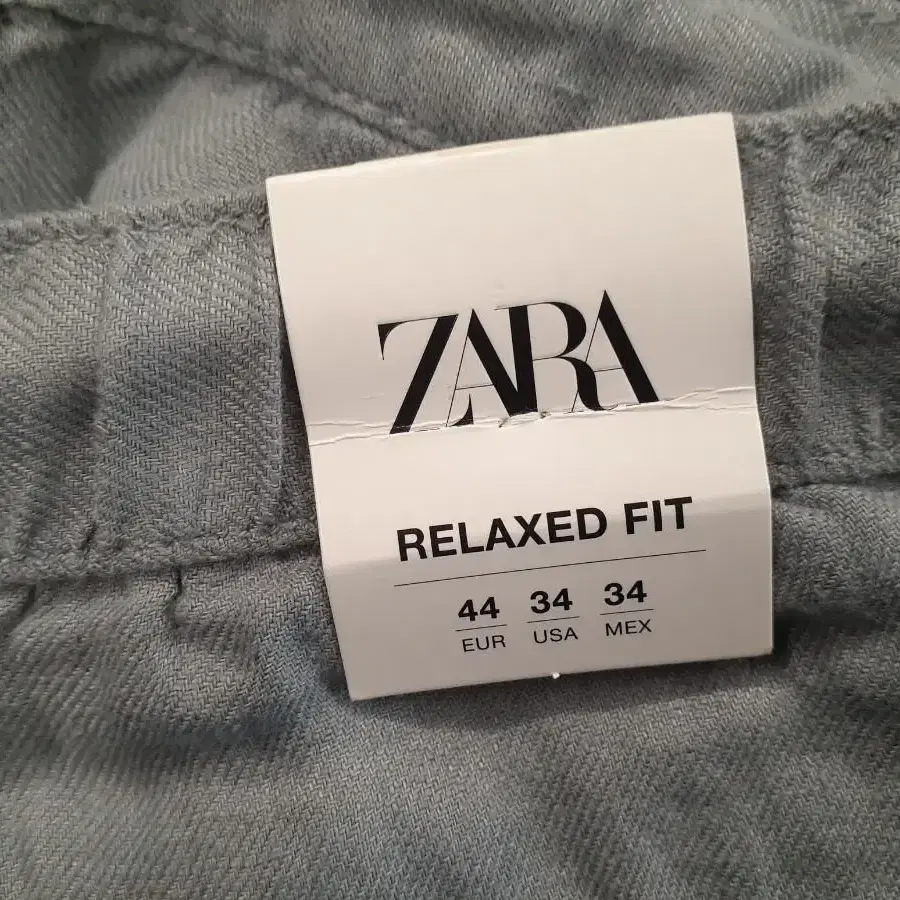 ZARA
RELAXED FIT
44 34 34
EUR USA MEX